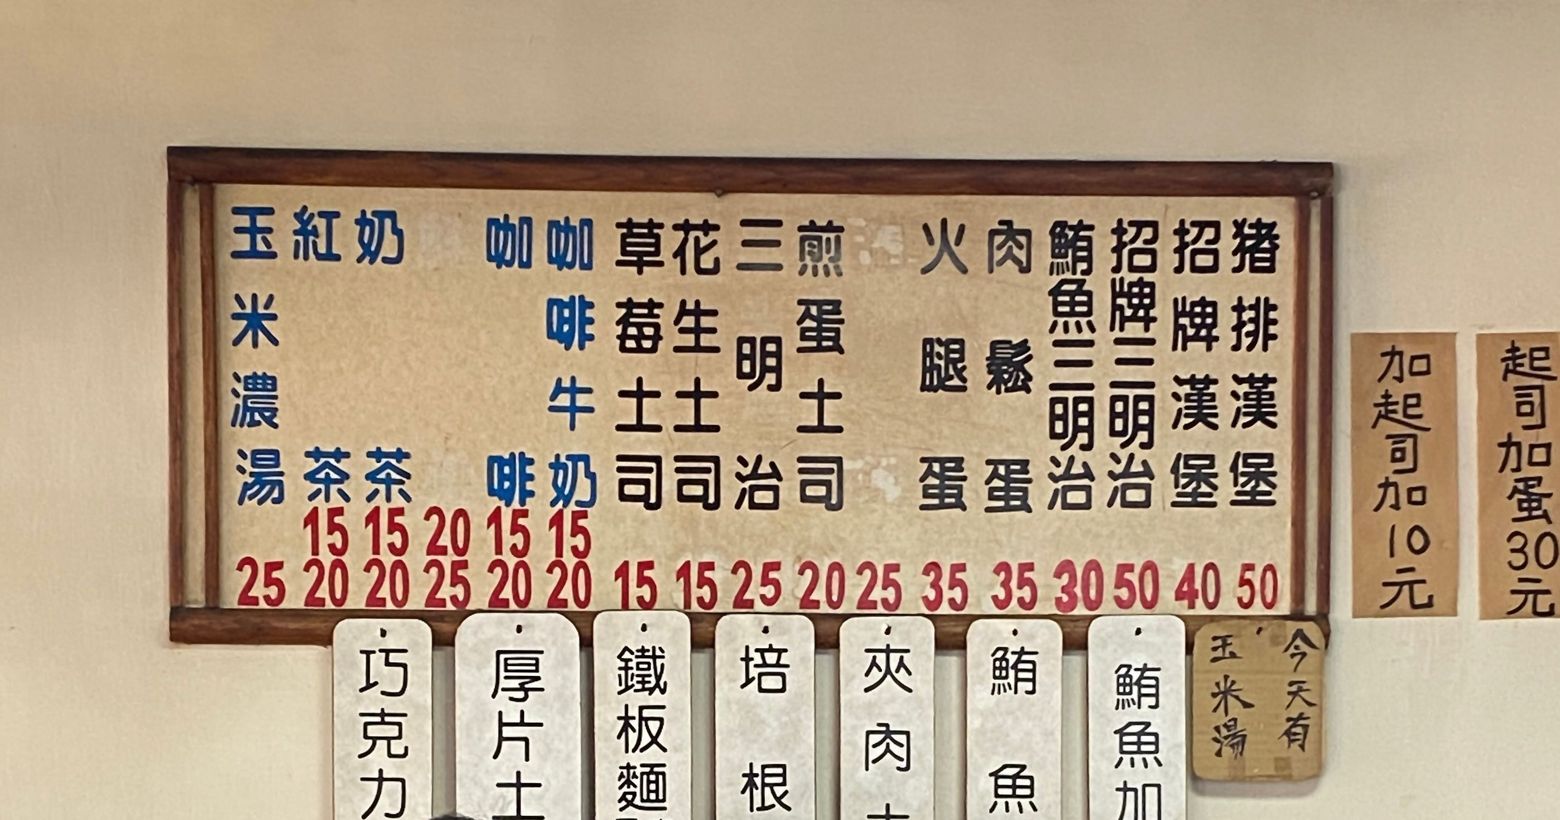 起司加蛋30元
加起司加10元
猪排漢堡 50
招牌漢堡 40
招牌三明治 50
鮪魚三明治 30
肉鬆蛋 35
火腿蛋 35
25
煎蛋土司 20
三明治 25
花生土司 15
草莓土司 15
咖啡牛奶 15 20
咖啡 15 20
20 25
奶茶 15 20
紅茶 15 20
玉米濃湯 25
今天有
玉米湯
鮪魚加
鮪魚
夾肉
培根
鐵板麵
厚片土
巧克力